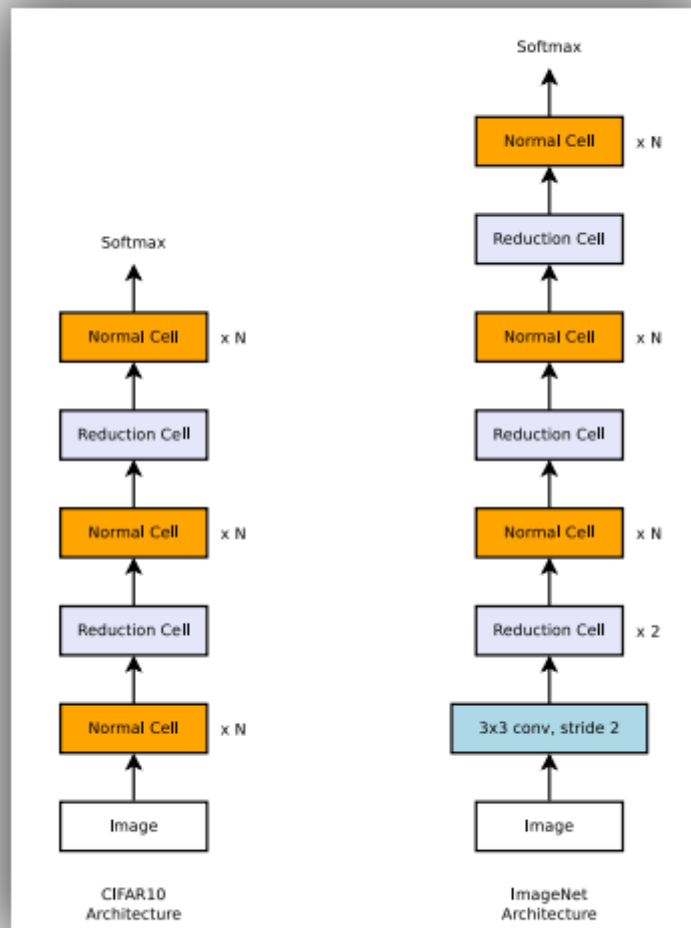 Softmax
Normal Cell x N
Reduction Cell
Normal Cell x N
Reduction Cell
Normal Cell x N
Image
CIFAR10
Architecture
Softmax
Normal Cell x N
Reduction Cell
Normal Cell x N
Reduction Cell
Normal Cell x N
Reduction Cell x 2
3x3 conv, stride 2
Image
ImageNet
Architecture